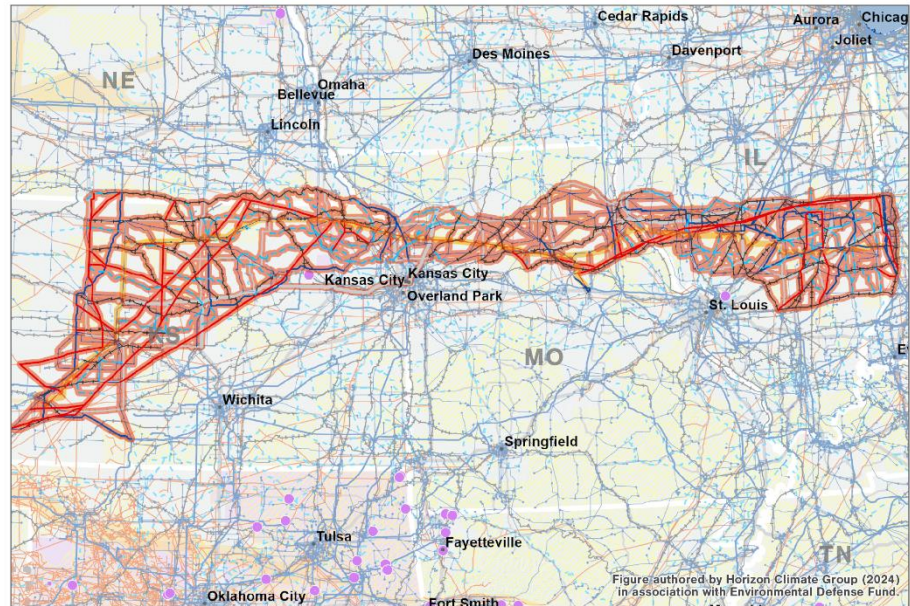 Cedar Rapids
Aurora
Chicag
Joliet
Des Moines
Davenport
NE
Omaha
Bellevue
Lincoln
IL
Kansas City
Kansas City
Overland Park
St. Louis
KS
MO
Wichita
Springfield
Tulsa
Fayetteville
TN
Oklahoma City
Fort Smith
Figure authored by Horizon Climate Group (2024)
in association with Environmental Defense Fund.